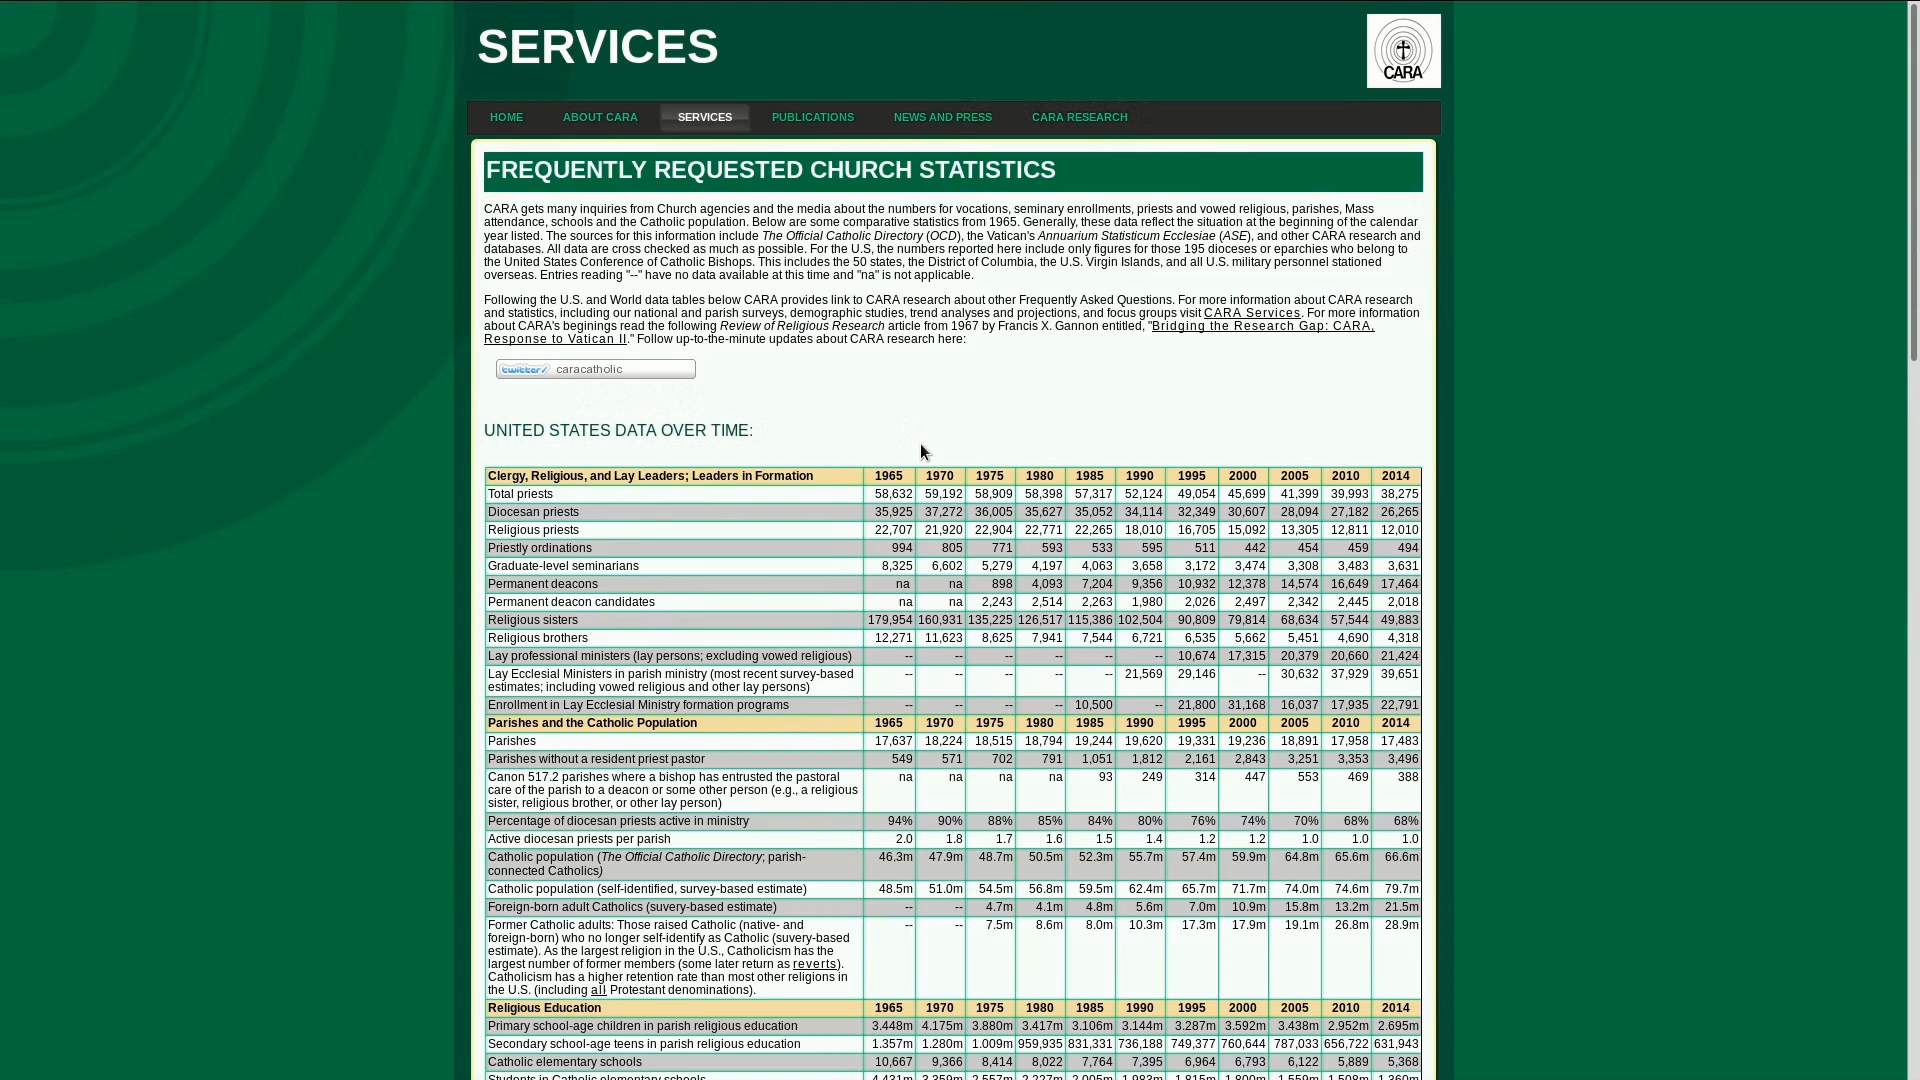 SERVICES
CARA
HOME ABOUT CARA SERVICES PUBLICATIONS NEWS AND PRESS CARA RESEARCH
FREQUENTLY REQUESTED CHURCH STATISTICS
CARA gets many inquiries from Church agencies and the media about the numbers for vocations, seminary enrollments, priests and vowed religious, parishes, Mass
attendance, schools and the Catholic population. Below are some comparative statistics from 1965. Generally, these data reflect the situation at the beginning of the calendar
year listed. The sources for this information include The Official Catholic Directory (OCD), the Vatican's Annuarium Statisticum Ecclesiae (ASE), and other CARA research and
databases. All data are cross checked as much as possible. For the U.S, the numbers reported here include only figures for those 195 dioceses or eparchies who belong to
the United States Conference of Catholic Bishops. This includes the 50 states, the District of Columbia, the U.S. Virgin Islands, and all U.S. military personnel stationed
overseas. Entries reading "--" have no data available at this time and "na" is not applicable.
Following the U.S. and World data tables below CARA provides link to CARA research about other Frequently Asked Questions. For more information about CARA research
and statistics, including our national and parish surveys, demographic studies, trend analyses and projections, and focus groups visit CARA Services. For more information
about CARA's beginings read the following Review of Religious Research article from 1967 by Francis X. Gannon entitled, "Bridging the Research Gap: CARA,
Response to Vatican II." Follow up-to-the-minute updates about CARA research here:
twitter/ caracatholic
UNITED STATES DATA OVER TIME:
Clergy, Religious, and Lay Leaders; Leaders in Formation 1965 1970 1975 1980 1985 1990 1995 2000 2005 2010 2014
Total priests 58,632 59,192 58,909 58,398 57,317 52,124 49,054 45,699 41,399 39,993 38,275
Diocesan priests 35,925 37,272 36,005 35,627 35,052 34,114 32,349 30,607 28,094 27,182 26,265
Religious priests 22,707 21,920 22,904 22,771 22,265 18,010 16,705 15,092 13,305 12,811 12,010
Priestly ordinations 994 805 771 593 533 595 511 442 454 459 494
Graduate-level seminarians 8,325 6,602 5,279 4,197 4,063 3,658 3,172 3,474 3,308 3,483 3,631
Permanent deacons na na 898 4,093 7,204 9,356 10,932 12,378 14,574 16,649 17,464
Permanent deacon candidates na na 2,243 2,514 2,263 1,980 2,026 2,497 2,342 2,445 2,018
Religious sisters 179,954 160,931 135,225 126,517 115,386 102,504 90,809 79,814 68,634 57,544 49,883
Religious brothers 12,271 11,623 8,625 7,941 7,544 6,721 6,535 5,662 5,451 4,690 4,318
Lay professional ministers (lay persons; excluding vowed religious) -- -- -- -- -- -- 10,674 17,315 20,379 20,660 21,424
Lay Ecclesial Ministers in parish ministry (most recent survey-based -- -- -- -- -- 21,569 29,146 -- 30,632 37,929 39,651
estimates; including vowed religious and other lay persons)
Enrollment in Lay Ecclesial Ministry formation programs -- -- -- -- 10,500 -- 21,800 31,168 16,037 17,935 22,791
Parishes and the Catholic Population 1965 1970 1975 1980 1985 1990 1995 2000 2005 2010 2014
Parishes 17,637 18,224 18,515 18,794 19,244 19,620 19,331 19,236 18,891 17,958 17,483
Parishes without a resident priest pastor 549 571 702 791 1,051 1,812 2,161 2,843 3,251 3,353 3,496
Canon 517.2 parishes where a bishop has entrusted the pastoral na na na na 93 249 314 447 553 469 388
care of the parish to a deacon or some other person (e.g., a religious
sister, religious brother, or other lay person)
Percentage of diocesan priests active in ministry 94% 90% 88% 85% 84% 80% 76% 74% 70% 68% 68%
Active diocesan priests per parish 2.0 1.8 1.7 1.6 1.5 1.4 1.2 1.2 1.0 1.0 1.0
Catholic population (The Official Catholic Directory; parish- 46.3m 47.9m 48.7m 50.5m 52.3m 55.7m 57.4m 59.9m 64.8m 65.6m 66.6m
connected Catholics)
Catholic population (self-identified, survey-based estimate) 48.5m 51.0m 54.5m 56.8m 59.5m 62.4m 65.7m 71.7m 74.0m 74.6m 79.7m
Foreign-born adult Catholics (suvery-based estimate) -- -- 4.7m 4.1m 4.8m 5.6m 7.0m 10.9m 15.8m 13.2m 21.5m
Former Catholic adults: Those raised Catholic (native- and -- -- 7.5m 8.6m 8.0m 10.3m 17.3m 17.9m 19.1m 26.8m 28.9m
foreign-born) who no longer self-identify as Catholic (suvery-based
estimate). As the largest religion in the U.S., Catholicism has the
largest number of former members (some later return as reverts).
Catholicism has a higher retention rate than most other religions in
the U.S. (including all Protestant denominations).
Religious Education 1965 1970 1975 1980 1985 1990 1995 2000 2005 2010 2014
Primary school-age children in parish religious education 3.448m 4.175m 3.880m 3.417m 3.106m 3.144m 3.287m 3.592m 3.438m 2.952m 2.695m
Secondary school-age teens in parish religious education 1.357m 1.280m 1.009m 959,935 831,331 736,188 749,377 760,644 787,033 656,722 631,943
Catholic elementary schools 10,667 9,366 8,414 8,022 7,764 7,395 6,964 6,793 6,122 5,889 5,368
Students in Catholic elementary schools 4.431m 3.359m 2.557m 2.227m 2.005m 1.983m 1.815m 1.800m 1.559m 1.508m 1.360m